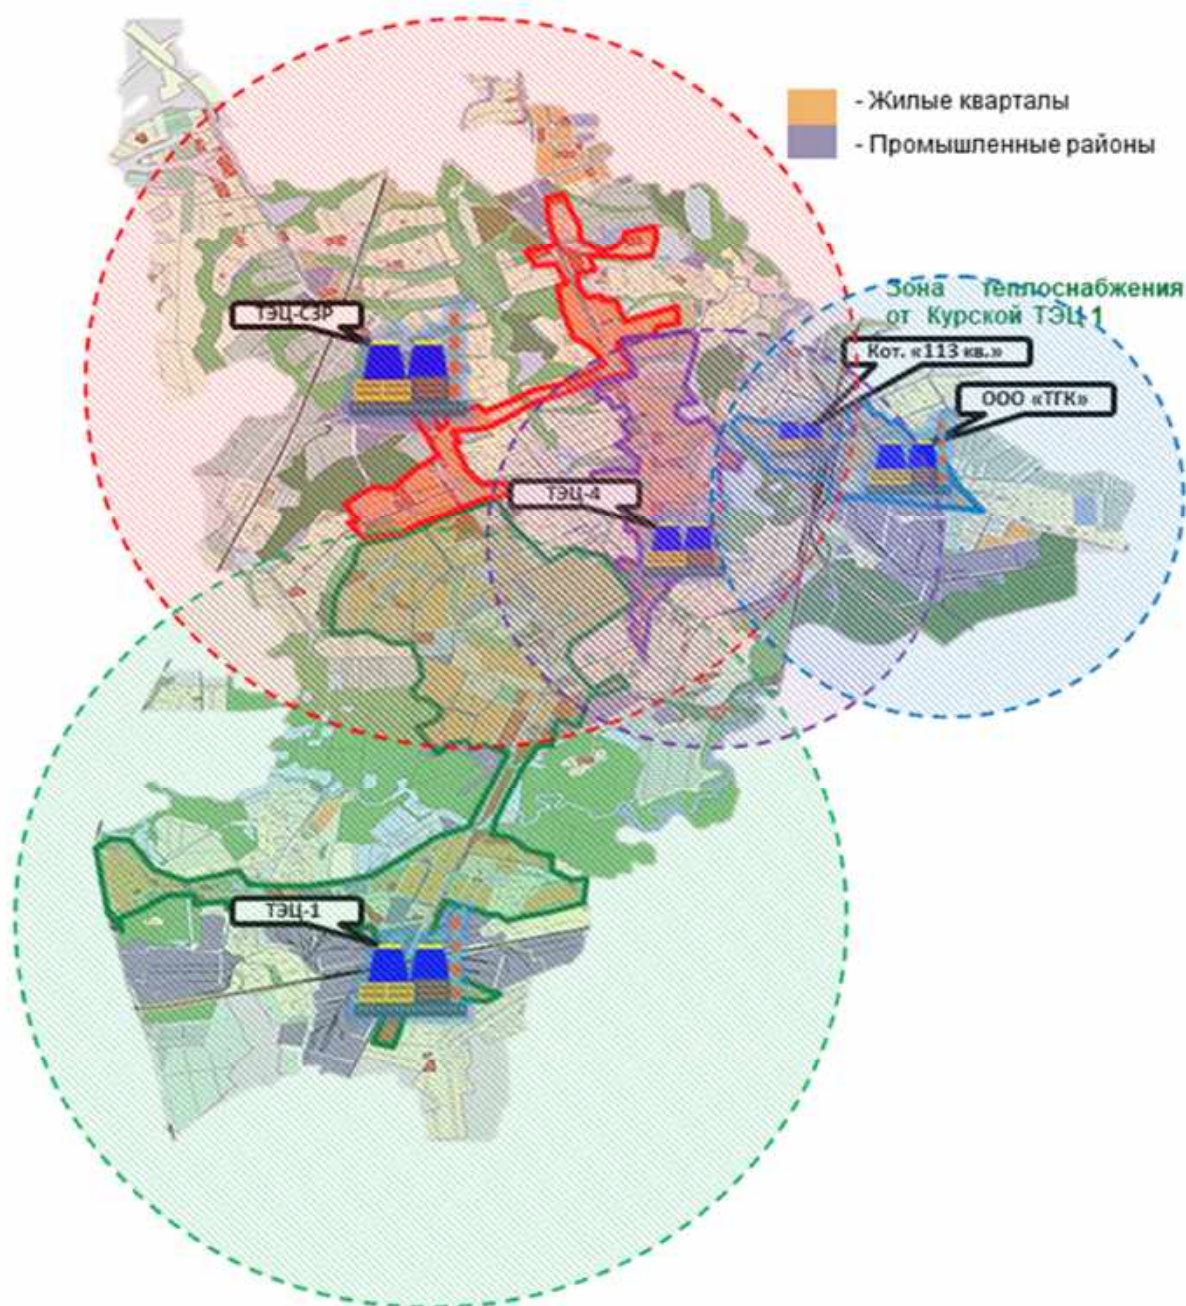 - Жилые кварталы
- Промышленные районы
Зона теплоснабжения
от Курской ТЭЦ 1
ТЭЦ-СЗР
Кот. «113 кв.»
ООО «ТГК»
ТЭЦ-4
ТЭЦ-1